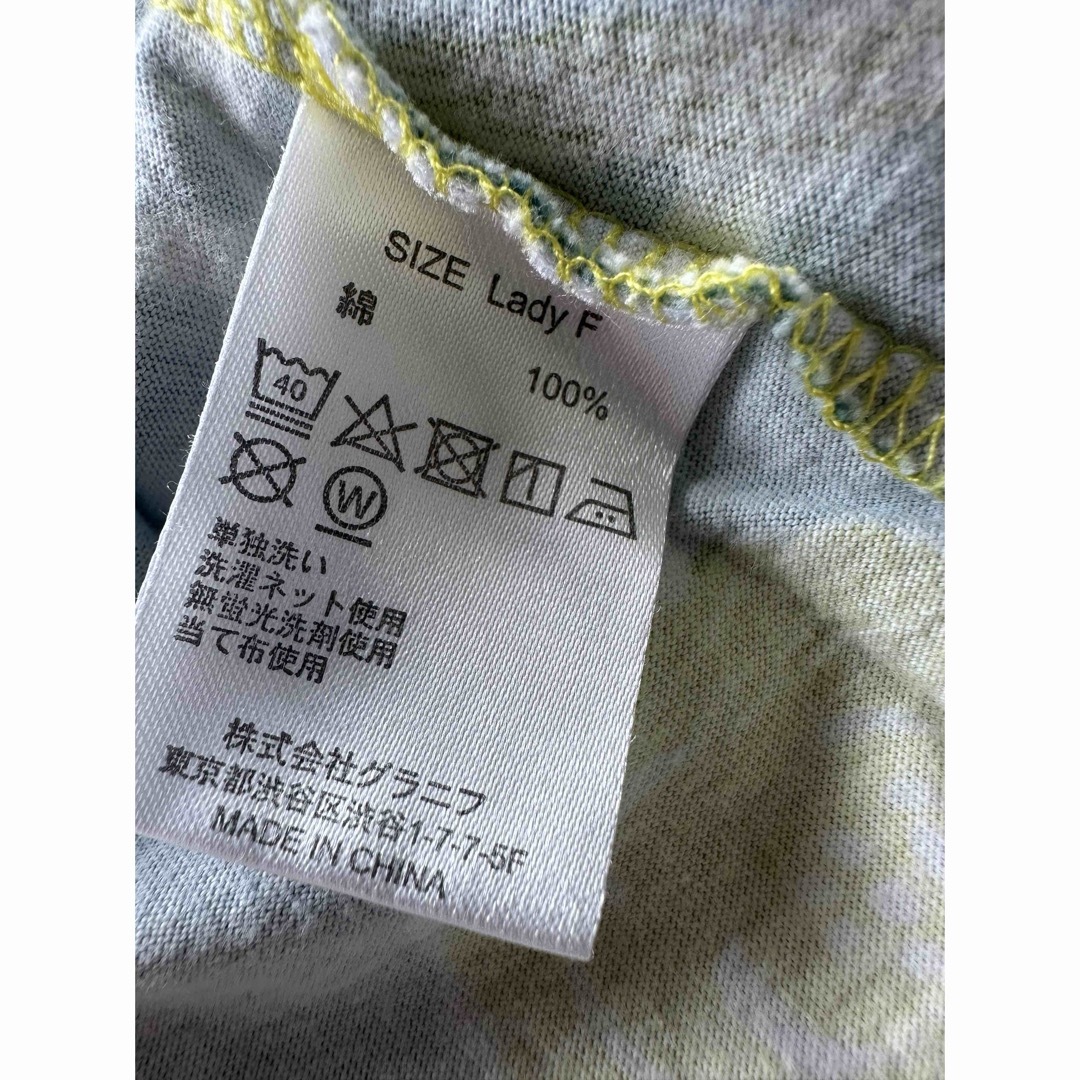 SIZE Lady F
綿 100%
40
W
単独洗い
洗濯ネット使用
無蛍光洗剤使用
当て布使用
株式会社グラニフ
東京都渋谷区渋谷1-7-7-5F
MADE IN CHINA